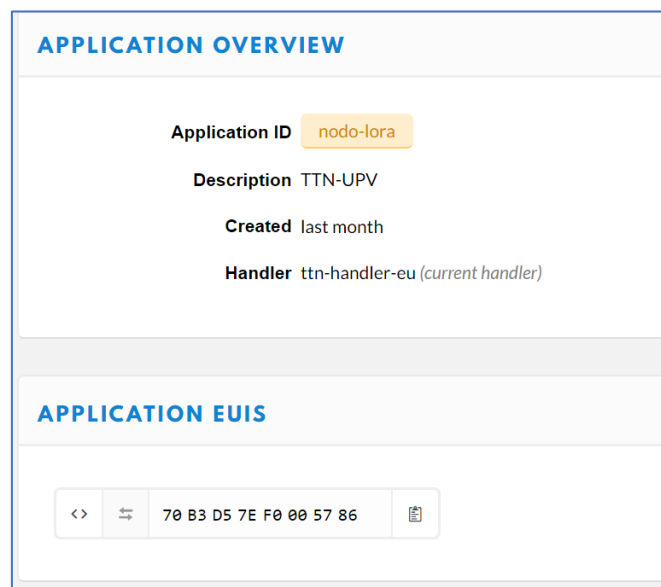 APPLICATION OVERVIEW
Application ID nodo-lora
Description TTN-UPV
Created last month
Handler ttn-handler-eu (current handler)
APPLICATION EUIS
<> 70 B3 D5 7E F0 00 57 86